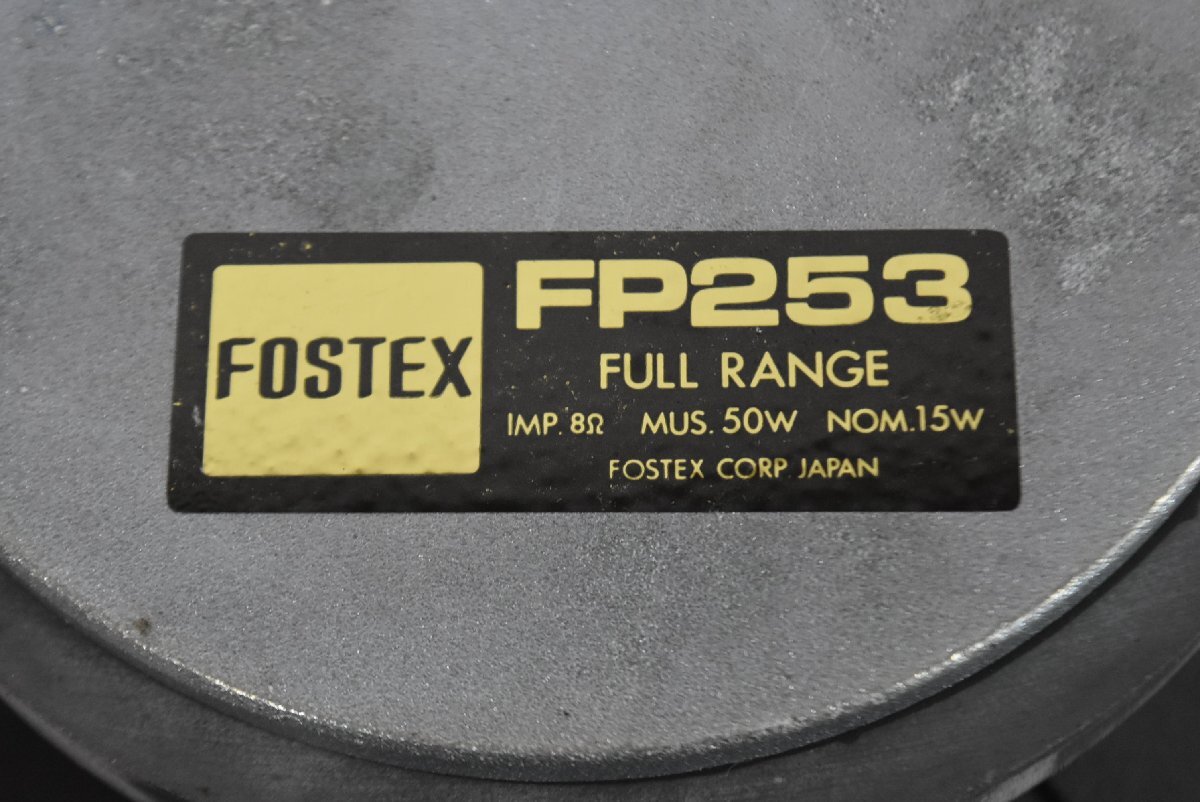 FOSTEX
FP253
FULL RANGE
IMP. 8Ω MUS. 50W NOM.15W
FOSTEX CORP JAPAN